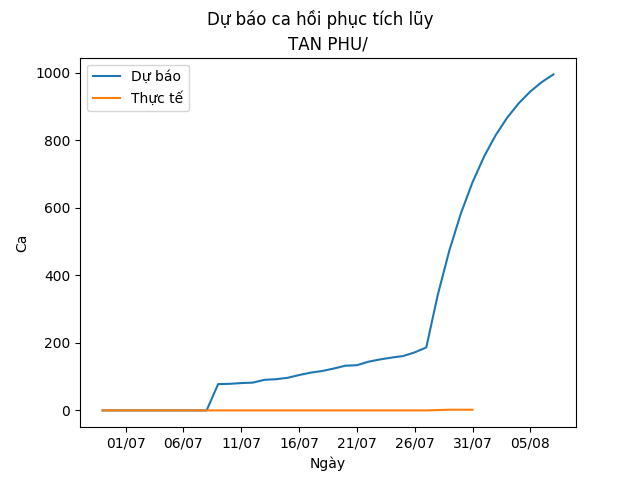 Dự báo ca hồi phục tích lũy
TAN PHU/
Dự báo
Thực tế
1000
800
600
400
200
0
Ca
01/07 06/07 11/07 16/07 21/07 26/07 31/07 05/08
Ngày